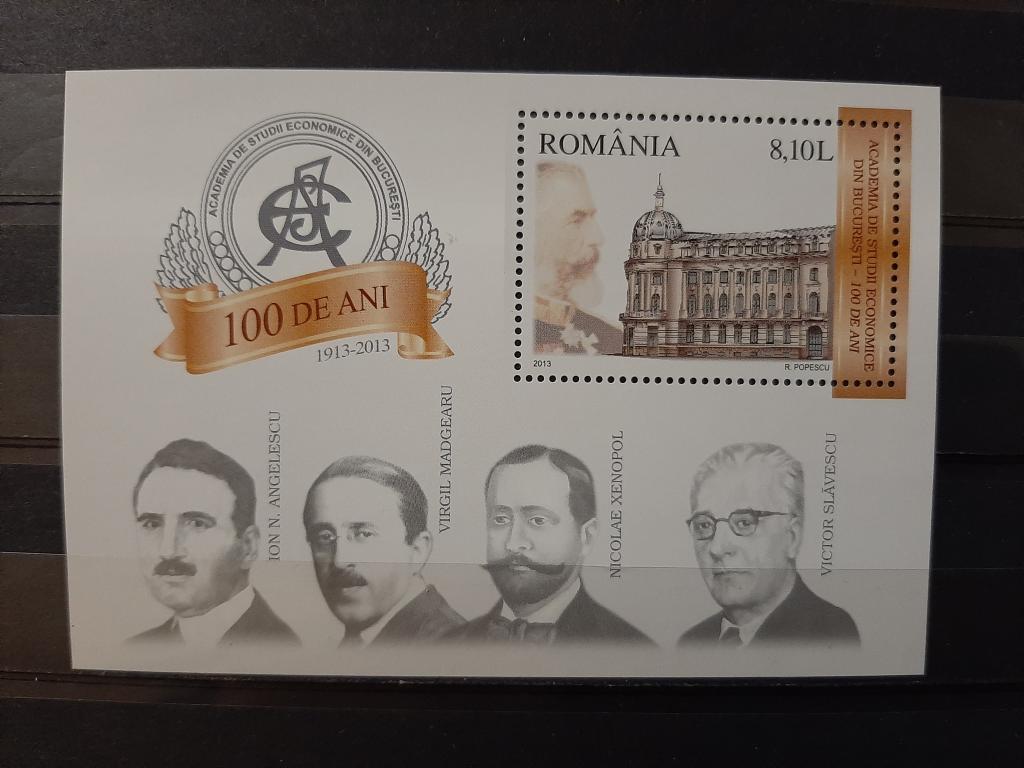 ACADEMIA DE STUDII ECONOMICE DIN BUCUREȘTI
100 DE ANI
1913-2013
ROMÂNIA
8,10L
ACADEMIA DE STUDII ECONOMICE
DIN BUCUREȘTI – 100 DE ANI
2013
R. POPESCU
ION N. ANGELESCU
VIRGIL MADGEARU
NICOLAE XENOPOL
VICTOR SLĂVESCU